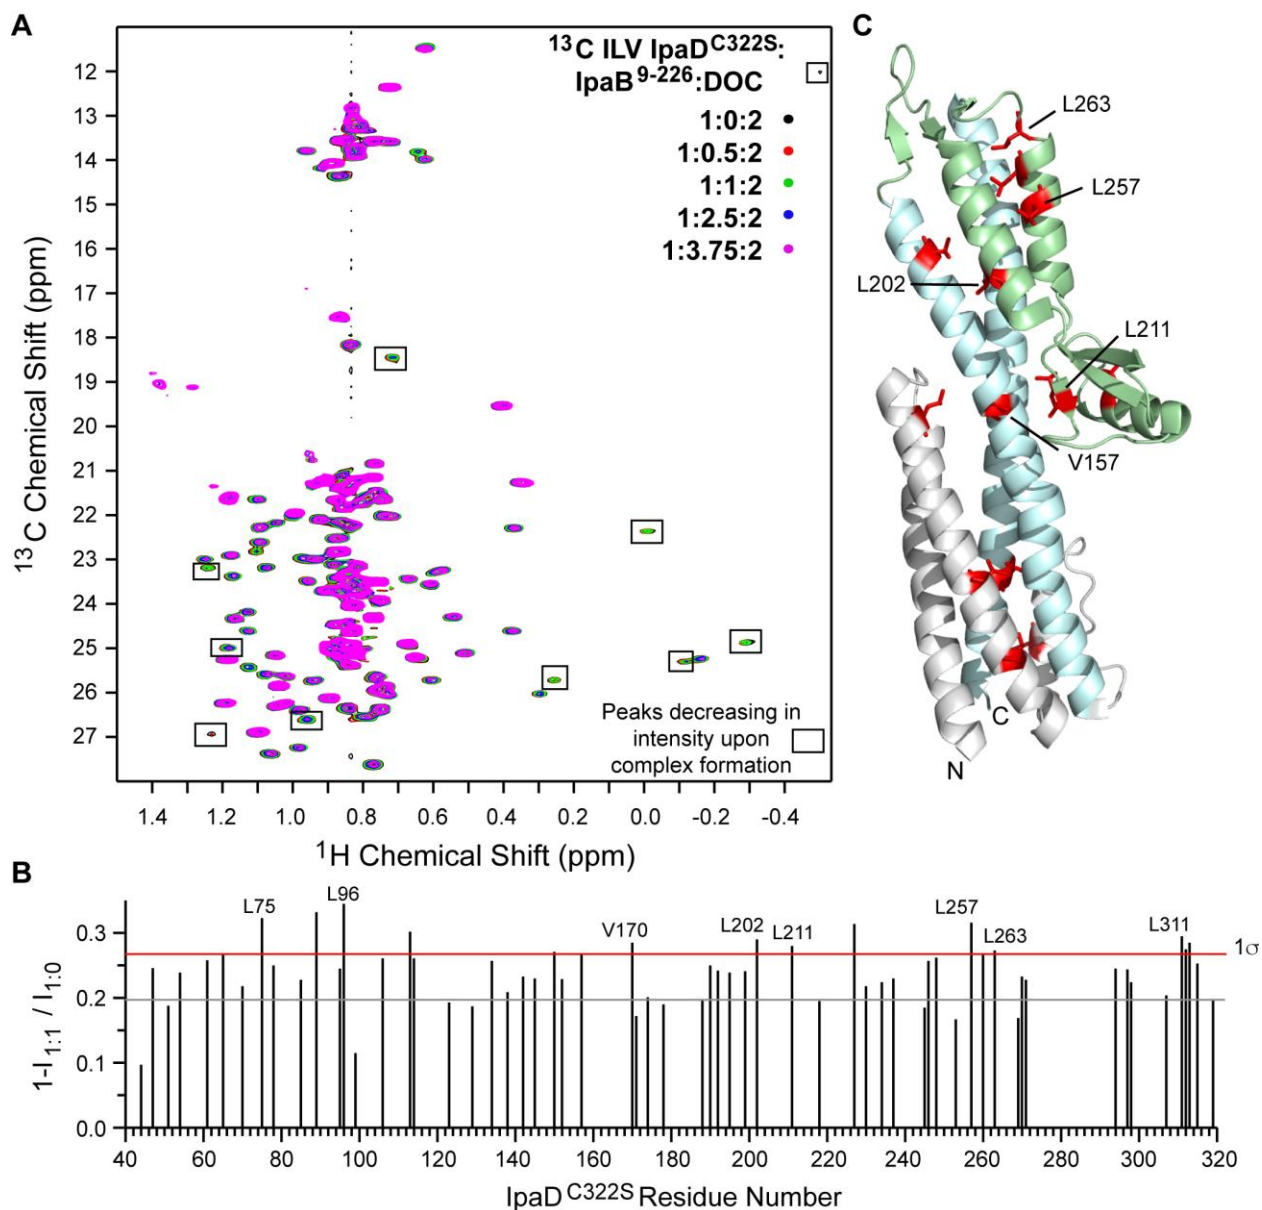 A
¹³C ILV IpaDC³²²S:
IpaB⁹⁻²²⁶:DOC
1:0:2
1:0.5:2
1:1:2
1:2.5:2
1:3.75:2
12
13
14
15
16
17
18
19
20
21
22
23
24
25
26
27
¹³C Chemical Shift (ppm)
Peaks decreasing in
intensity upon
complex formation
1.4 1.2 1.0 0.8 0.6 0.4 0.2 0.0 -0.2 -0.4
¹H Chemical Shift (ppm)
C
L263
L257
L202
L211
V157
C
N
B
L75 L96 V170 L202 L211 L257 L263 L311
1σ
0.3
0.2
0.1
0.0
1-I1:1 / I1:0
40 60 80 100 120 140 160 180 200 220 240 260 280 300 320
IpaD C322S Residue Number